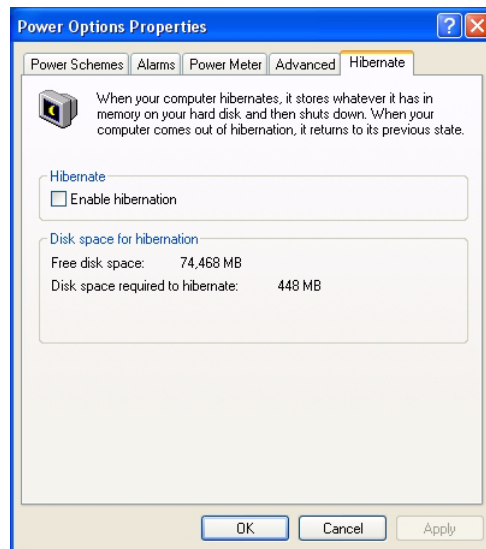 Power Options Properties
Power Schemes Alarms Power Meter Advanced Hibernate
When your computer hibernates, it stores whatever it has in
memory on your hard disk and then shuts down. When your
computer comes out of hibernation, it returns to its previous state.
Hibernate
Enable hibernation
Disk space for hibernation
Free disk space: 74,468 MB
Disk space required to hibernate: 448 MB
OK Cancel Apply